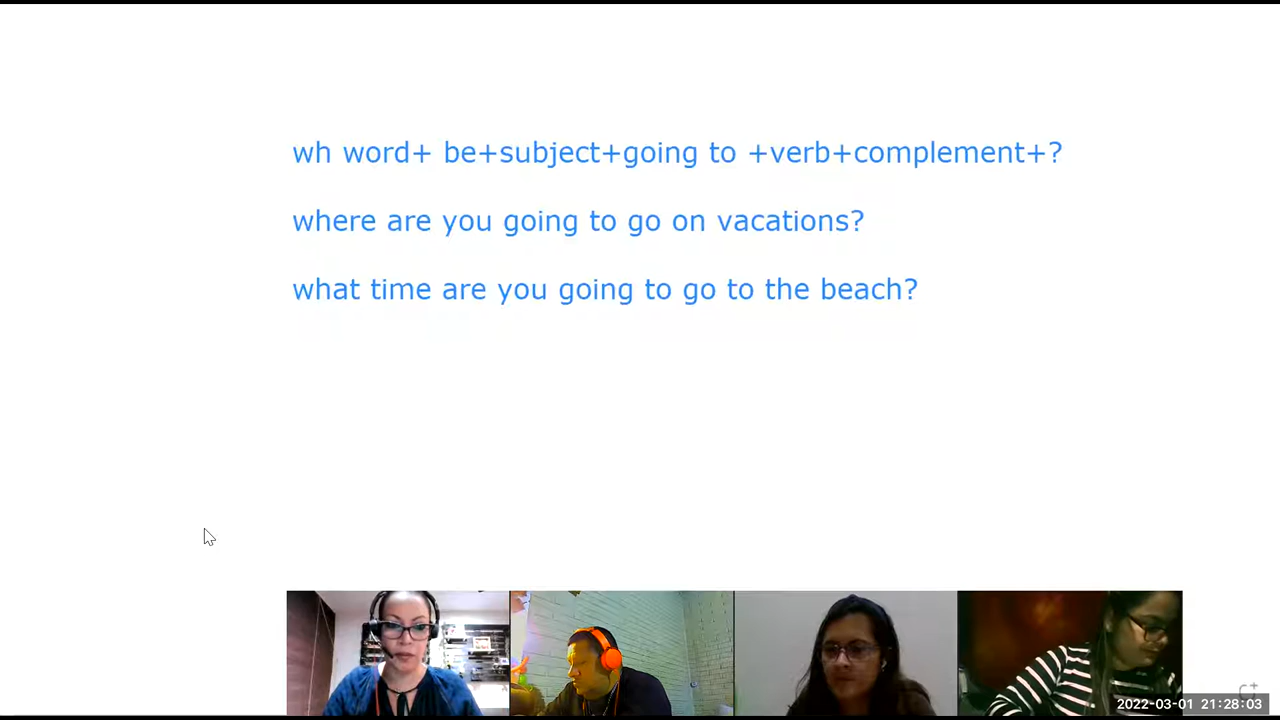 wh word+ be+subject+going to +verb+complement+?
where are you going to go on vacations?
what time are you going to go to the beach?
2022-03-01 21:28:03